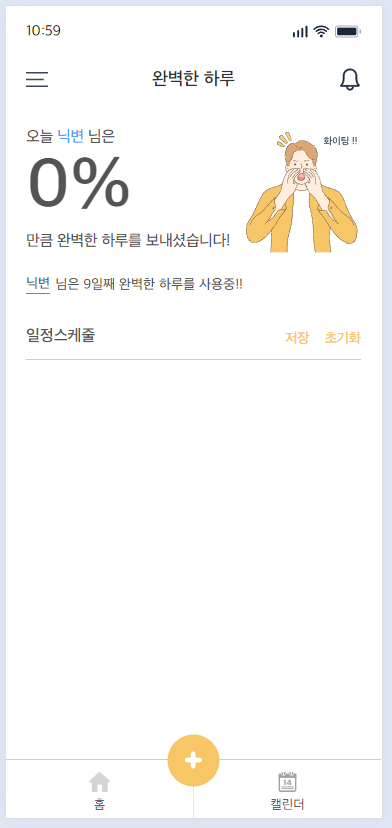 10:59
완벽한 하루
오늘 닉변 님은
화이팅 !!
0%
만큼 완벽한 하루를 보내셨습니다!
닉변 님은 9일째 완벽한 하루를 사용중!!
일정스케줄 저장 초기화
14
홈 캘린더